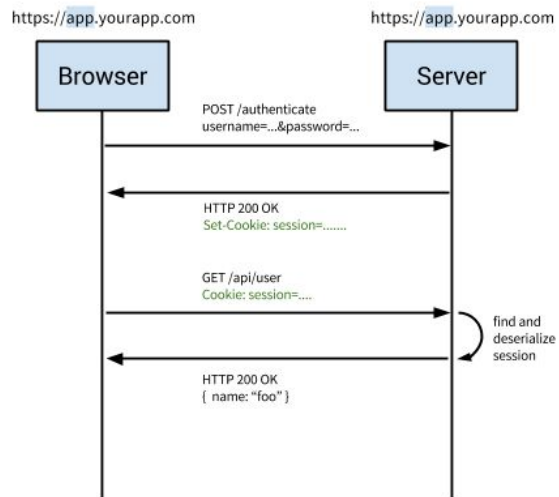 https://app.yourapp.com
https://app.yourapp.com
Browser
Server
POST /authenticate
username=...&password=...
HTTP 200 OK
Set-Cookie: session=.......
GET /api/user
Cookie: session=....
find and
deserialize
session
HTTP 200 OK
{ name: “foo” }